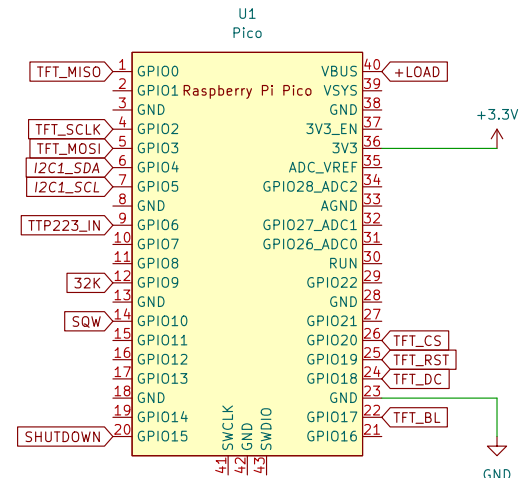 U1
Pico
TFT_MISO 1 GPIO0 VBUS 40 +LOAD
2 GPIO1 Raspberry Pi Pico VSYS 39
3 GND GND 38
TFT_SCLK 4 GPIO2 3V3_EN 37
+3.3V
TFT_MOSI 5 GPIO3 3V3 36
I2C1_SDA 6 GPIO4 ADC_VREF 35
I2C1_SCL 7 GPIO5 GPIO28_ADC2 34
8 GND AGND 33
TTP223_IN 9 GPIO6 GPIO27_ADC1 32
10 GPIO7 GPIO26_ADC0 31
11 GPIO8 RUN 30
32K 12 GPIO9 GPIO22 29
13 GND GND 28
SQW 14 GPIO10 GPIO21 27
15 GPIO11 GPIO20 26 TFT_CS
16 GPIO12 GPIO19 25 TFT_RST
17 GPIO13 GPIO18 24 TFT_DC
18 GND GND 23
19 GPIO14 GPIO17 22 TFT_BL
SHUTDOWN 20 GPIO15 GPIO16 21
SWCLK GND SWDIO
41 42 43
GND